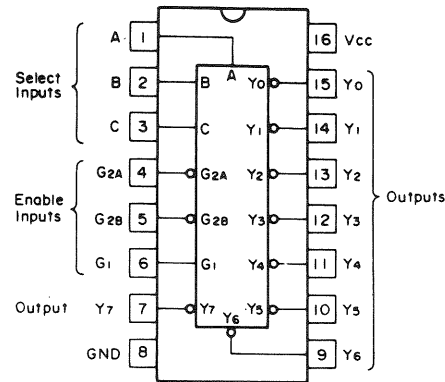 A 1 A 16 Vcc
Select Inputs
B 2 B Y0 15 Y0
C 3 C Y1 14 Y1
G2A 4 G2A Y2 13 Y2
Enable Inputs
G2B 5 G2B Y3 12 Y3
Outputs
G1 6 G1 Y4 11 Y4
Output Y7 7 Y7 Y6 Y5 10 Y5
GND 8 9 Y6